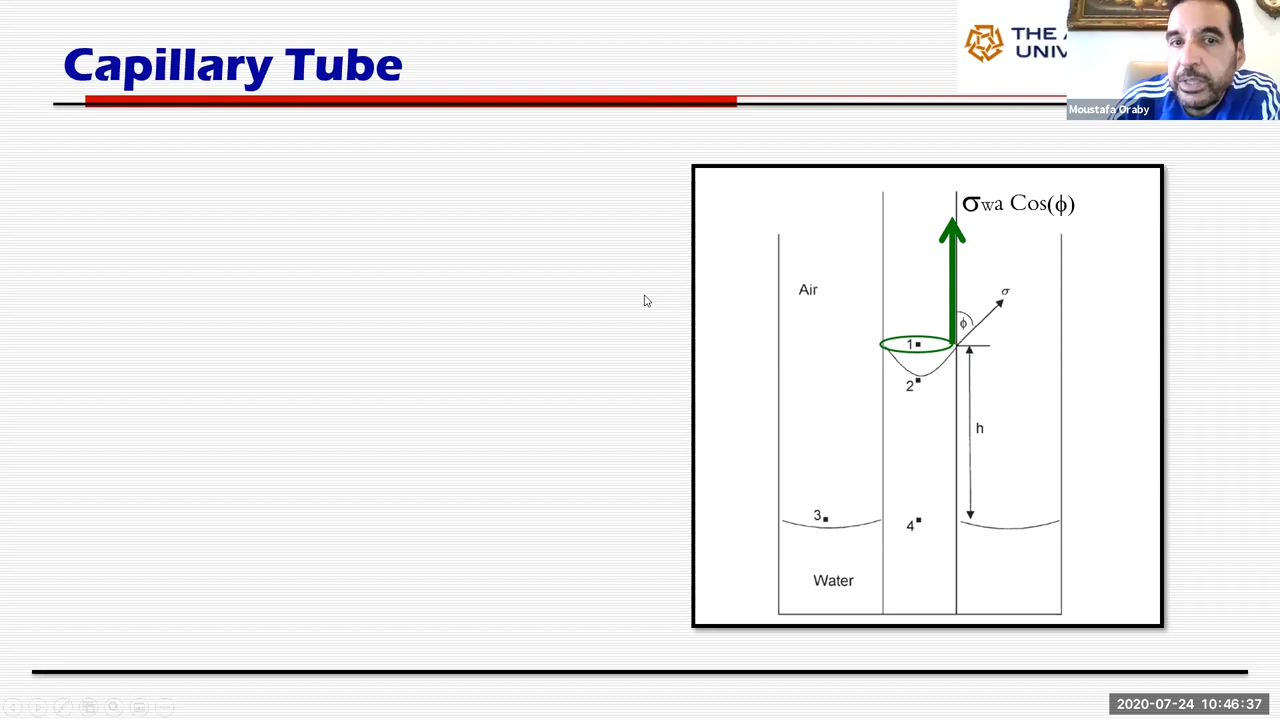 Capillary Tube
THE
UNIV
Moustafa Oraby
σwa Cos(ϕ)
Air
σ
ϕ
1
2
h
3
4
Water
2020-07-24 10:46:37